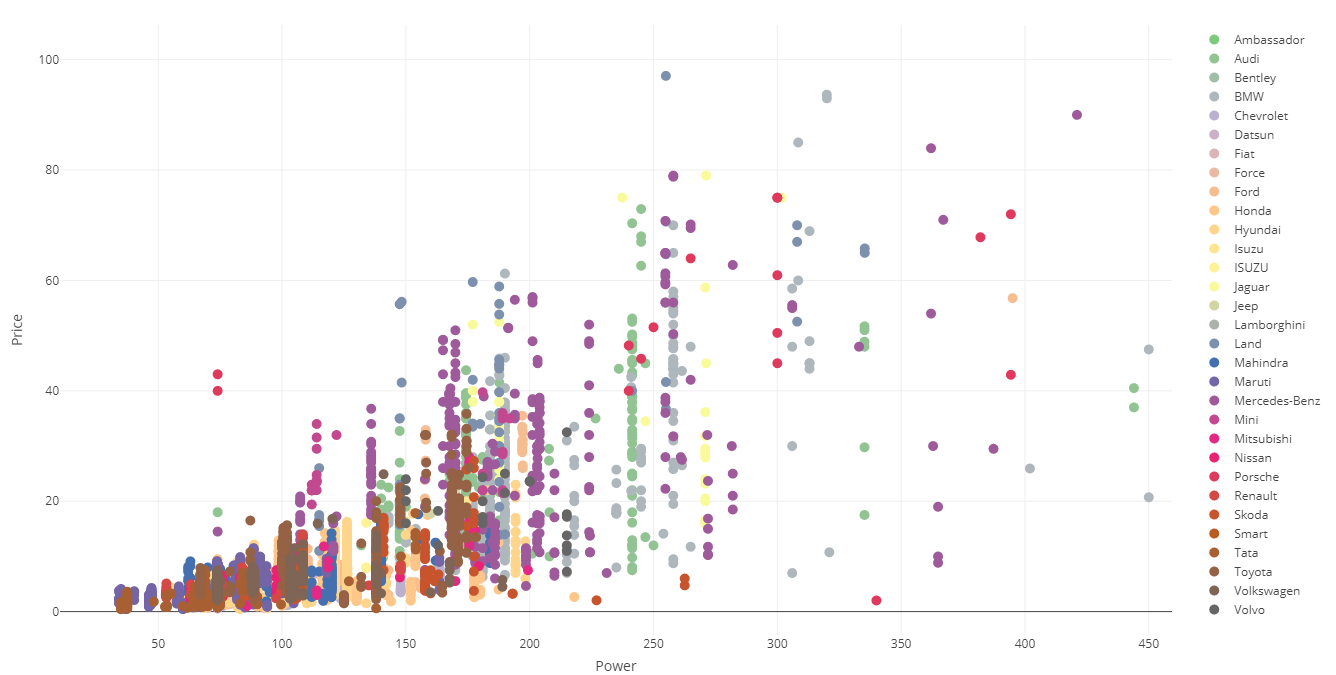 100
80
60
40
20
0
Price
50
100
150
200
250
300
350
400
450
Power
Ambassador
Audi
Bentley
BMW
Chevrolet
Datsun
Fiat
Force
Ford
Honda
Hyundai
Isuzu
ISUZU
Jaguar
Jeep
Lamborghini
Land
Mahindra
Maruti
Mercedes-Benz
Mini
Mitsubishi
Nissan
Porsche
Renault
Skoda
Smart
Tata
Toyota
Volkswagen
Volvo